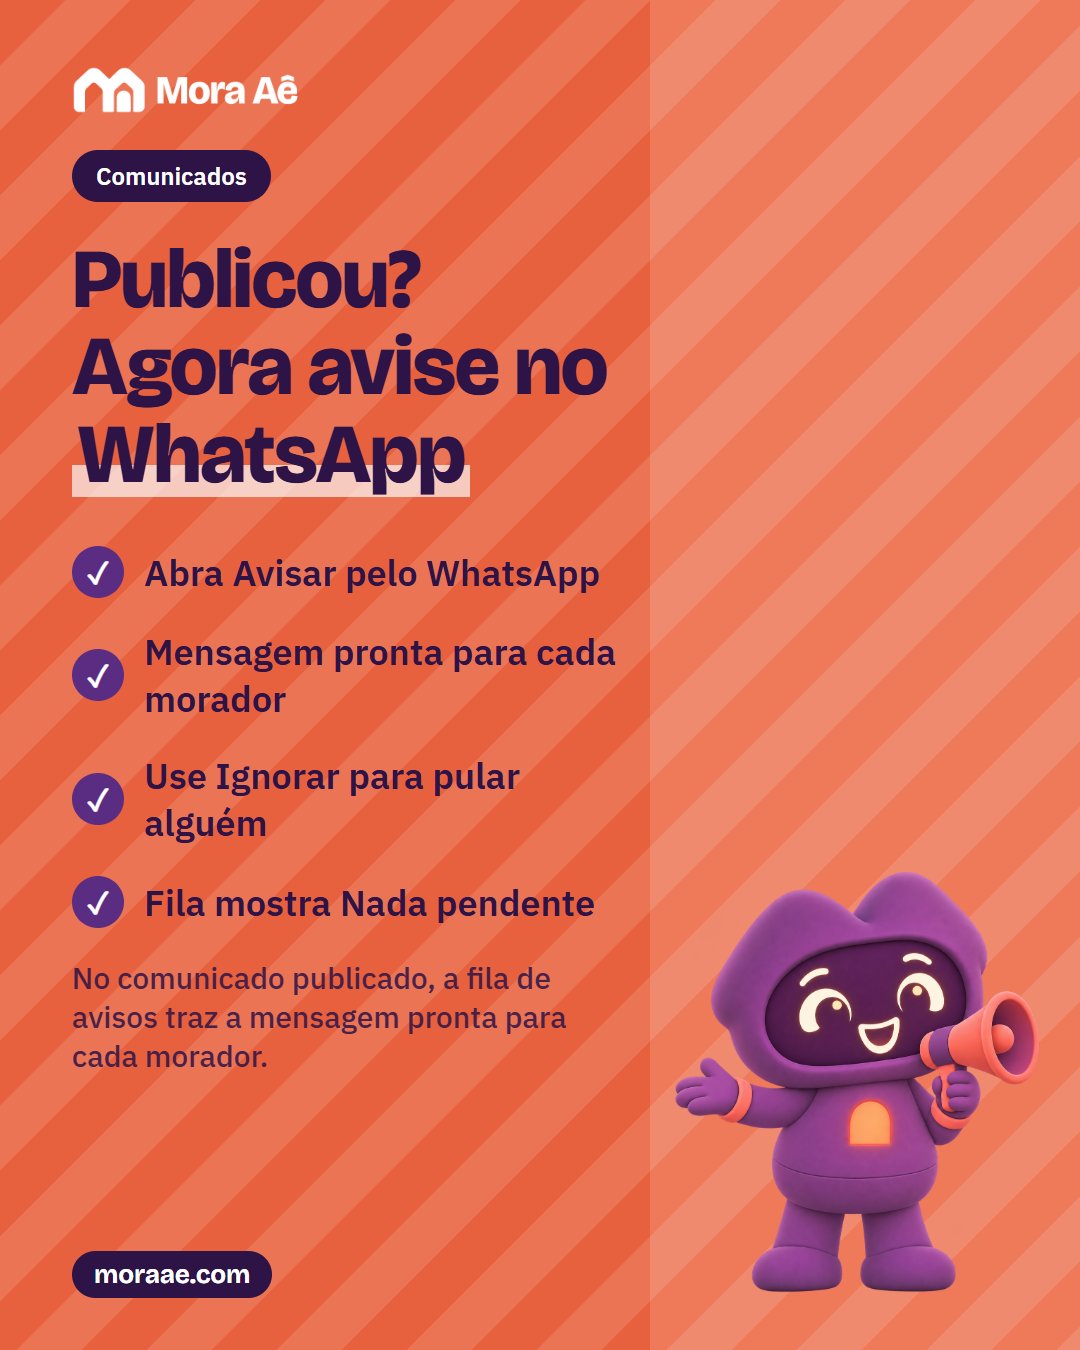 Mora Aê
Comunicados
Publicou?
Agora avise no
WhatsApp
Abra Avisar pelo WhatsApp
Mensagem pronta para cada
morador
Use Ignorar para pular
alguém
Fila mostra Nada pendente
No comunicado publicado, a fila de
avisos traz a mensagem pronta para
cada morador.
moraae.com